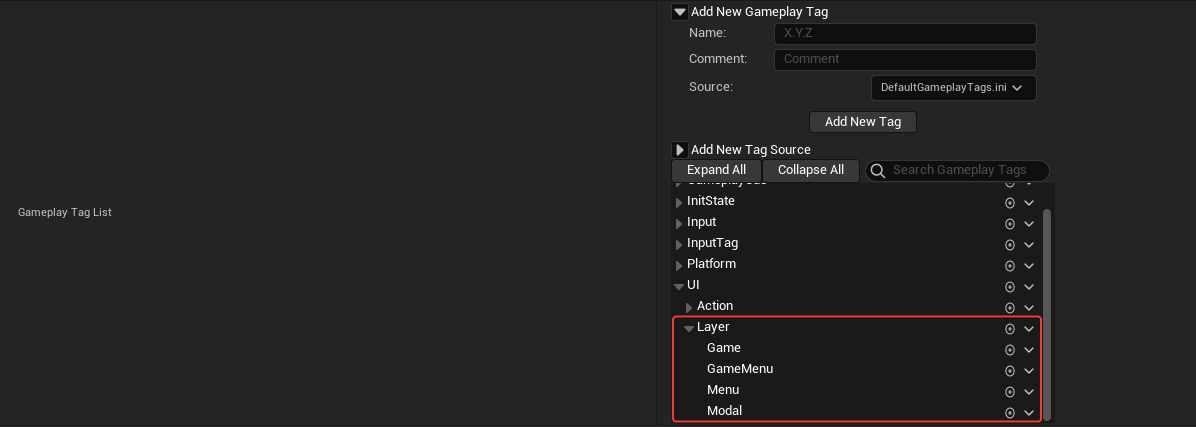 Add New Gameplay Tag
Name: X.Y.Z
Comment: Comment
Source: DefaultGameplayTags.ini
Add New Tag
Add New Tag Source
Expand All Collapse All Search Gameplay Tags
InitState
Gameplay Tag List
Input
InputTag
Platform
UI
Action
Layer
Game
GameMenu
Menu
Modal